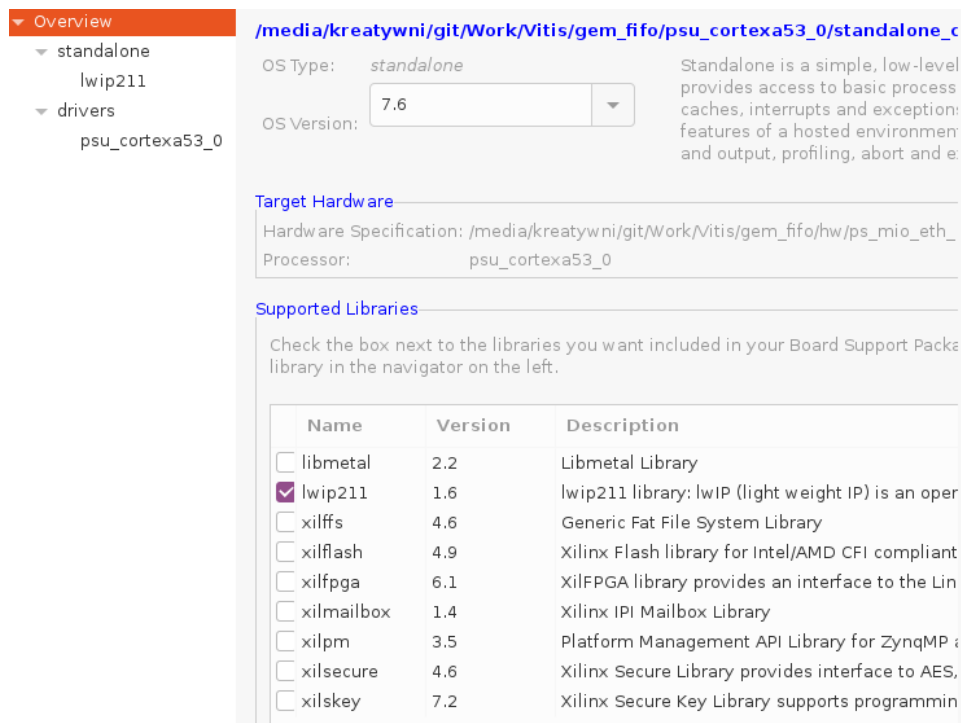 Overview
standalone
lwip211
drivers
psu_cortexa53_0
/media/kreatywni/git/Work/Vitis/gem_fifo/psu_cortexa53_0/standalone_c
OS Type: standalone
OS Version: 7.6
Standalone is a simple, low-level
provides access to basic process
caches, interrupts and exceptions
features of a hosted environmen
and output, profiling, abort and e
Target Hardware
Hardware Specification: /media/kreatywni/git/Work/Vitis/gem_fifo/hw/ps_mio_eth_
Processor: psu_cortexa53_0
Supported Libraries
Check the box next to the libraries you want included in your Board Support Packa
library in the navigator on the left.
Name Version Description
libmetal 2.2 Libmetal Library
lwip211 1.6 lwip211 library: lwIP (light weight IP) is an oper
xilffs 4.6 Generic Fat File System Library
xilflash 4.9 Xilinx Flash library for Intel/AMD CFI compliant
xilfpga 6.1 XilFPGA library provides an interface to the Lin
xilmailbox 1.4 Xilinx IPI Mailbox Library
xilpm 3.5 Platform Management API Library for ZynqMP a
xilsecure 4.6 Xilinx Secure Library provides interface to AES,
xilskey 7.2 Xilinx Secure Key Library supports programmin